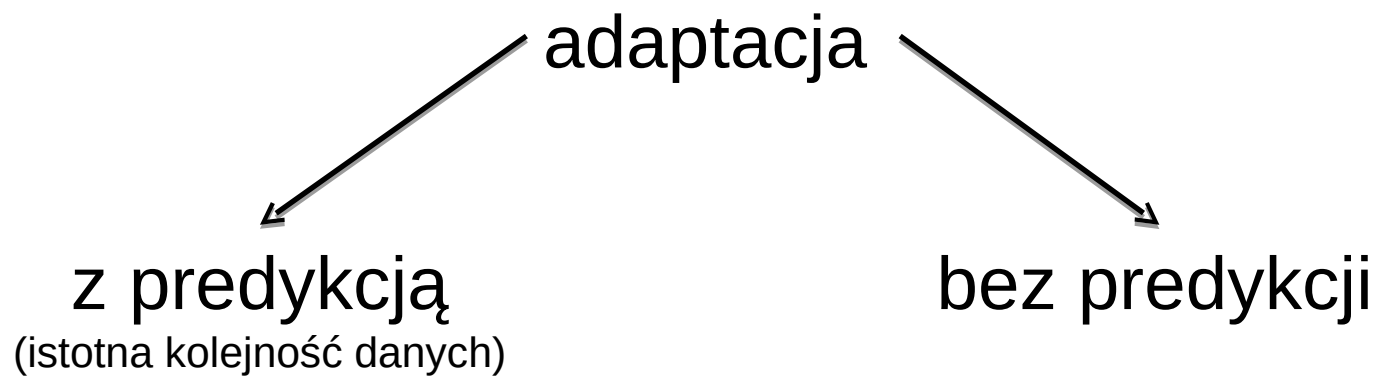 adaptacja
z predykcją
bez predykcji
(istotna kolejność danych)